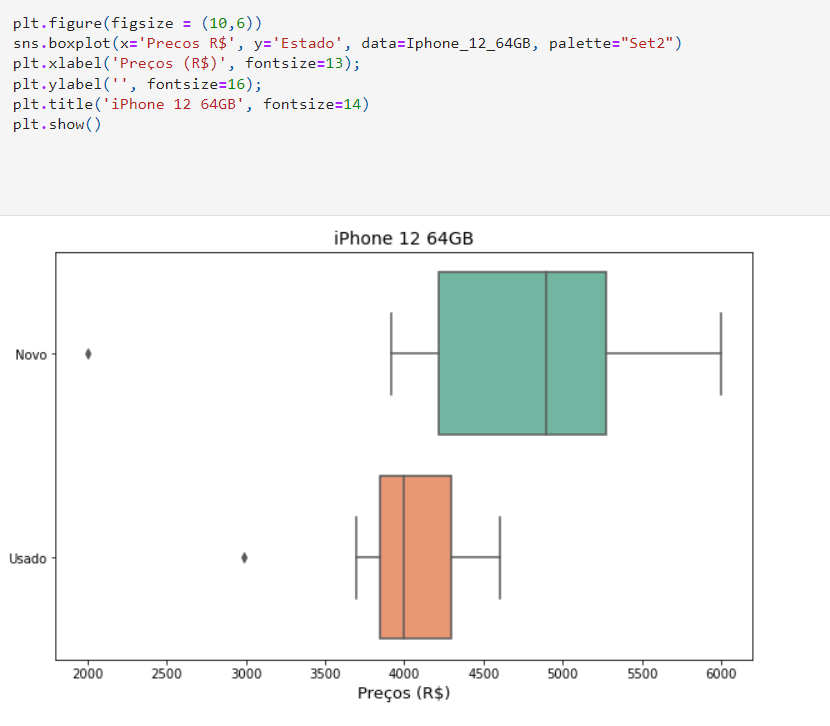 plt.figure(figsize = (10,6))
sns.boxplot(x='Precos R$', y='Estado', data=Iphone_12_64GB, palette="Set2")
plt.xlabel('Preços (R$)', fontsize=13);
plt.ylabel('', fontsize=16);
plt.title('iPhone 12 64GB', fontsize=14)
plt.show()
iPhone 12 64GB
Novo
Usado
2000 2500 3000 3500 4000 4500 5000 5500 6000
Preços (R$)